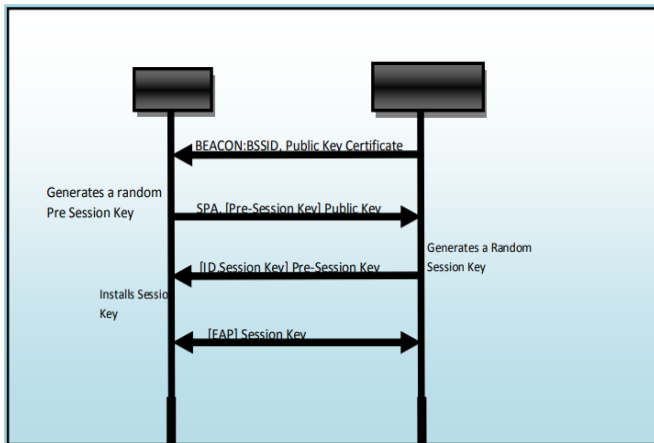 BEACON:BSSID, Public Key Certificate
Generates a random
Pre Session Key
SPA, [Pre-Session Key] Public Key
Generates a Random
Session Key
[ID,Session Key] Pre-Session Key
Installs Sessio
Key
[EAP] Session Key